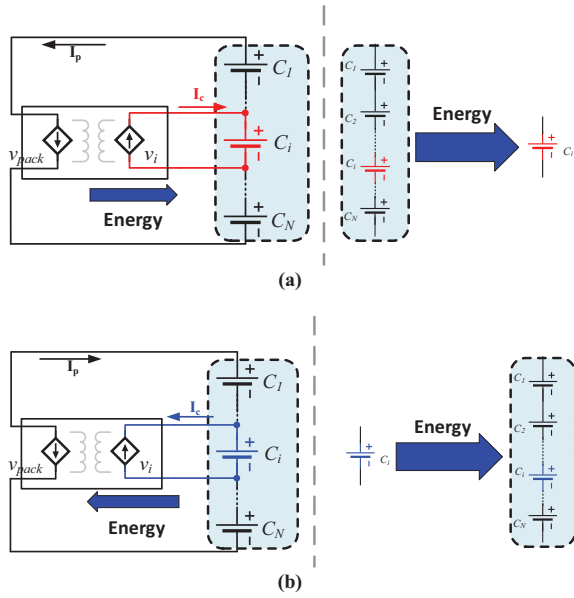 I_p
C_1
I_c
C_i
v_pack
v_i
Energy
C_N
C_1
C_2
C_i
C_N
Energy
C_i
(a)
I_p
C_1
I_c
C_i
v_pack
v_i
Energy
C_N
C_i
Energy
C_1
C_2
C_i
C_N
(b)